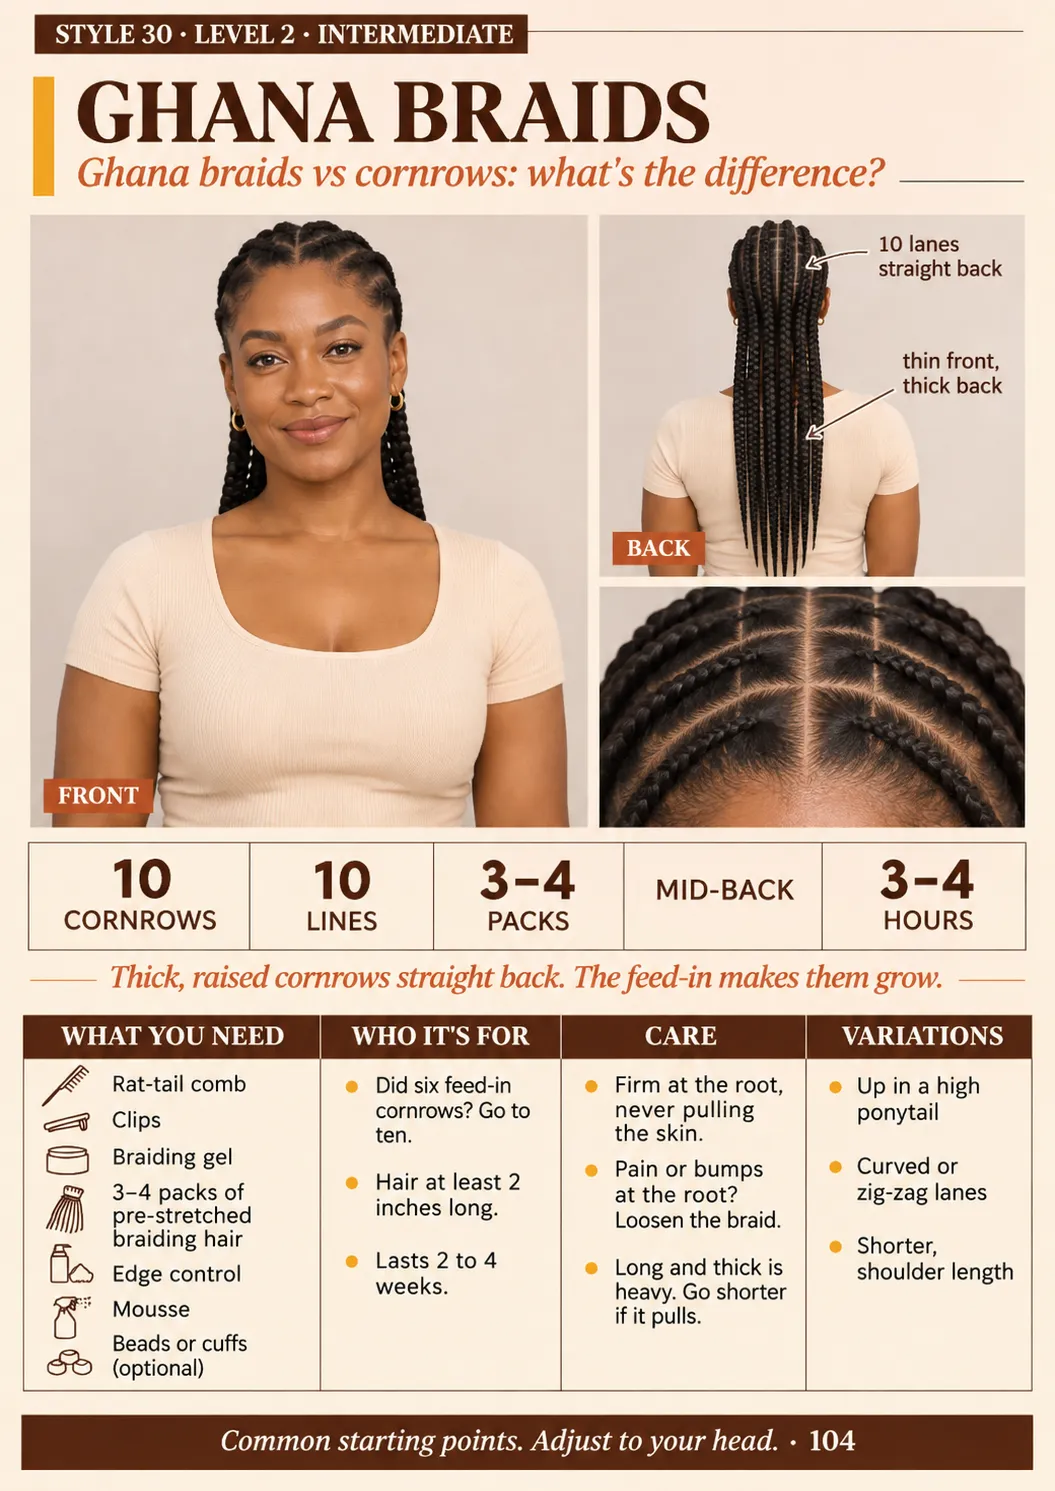 STYLE 30 · LEVEL 2 · INTERMEDIATE
GHANA BRAIDS
Ghana braids vs cornrows: what's the difference?
10 lanes
straight back
thin front,
thick back
BACK
FRONT
10
CORNROWS
10
LINES
3–4
PACKS
MID-BACK
3–4
HOURS
Thick, raised cornrows straight back. The feed-in makes them grow.
WHAT YOU NEED
Rat-tail comb
Clips
Braiding gel
3–4 packs of
pre-stretched
braiding hair
Edge control
Mousse
Beads or cuffs
(optional)
WHO IT'S FOR
Did six feed-in
cornrows? Go to
ten.
Hair at least 2
inches long.
Lasts 2 to 4
weeks.
CARE
Firm at the root,
never pulling
the skin.
Pain or bumps
at the root?
Loosen the braid.
Long and thick is
heavy. Go shorter
if it pulls.
VARIATIONS
Up in a high
ponytail
Curved or
zig-zag lanes
Shorter,
shoulder length
Common starting points. Adjust to your head. · 104